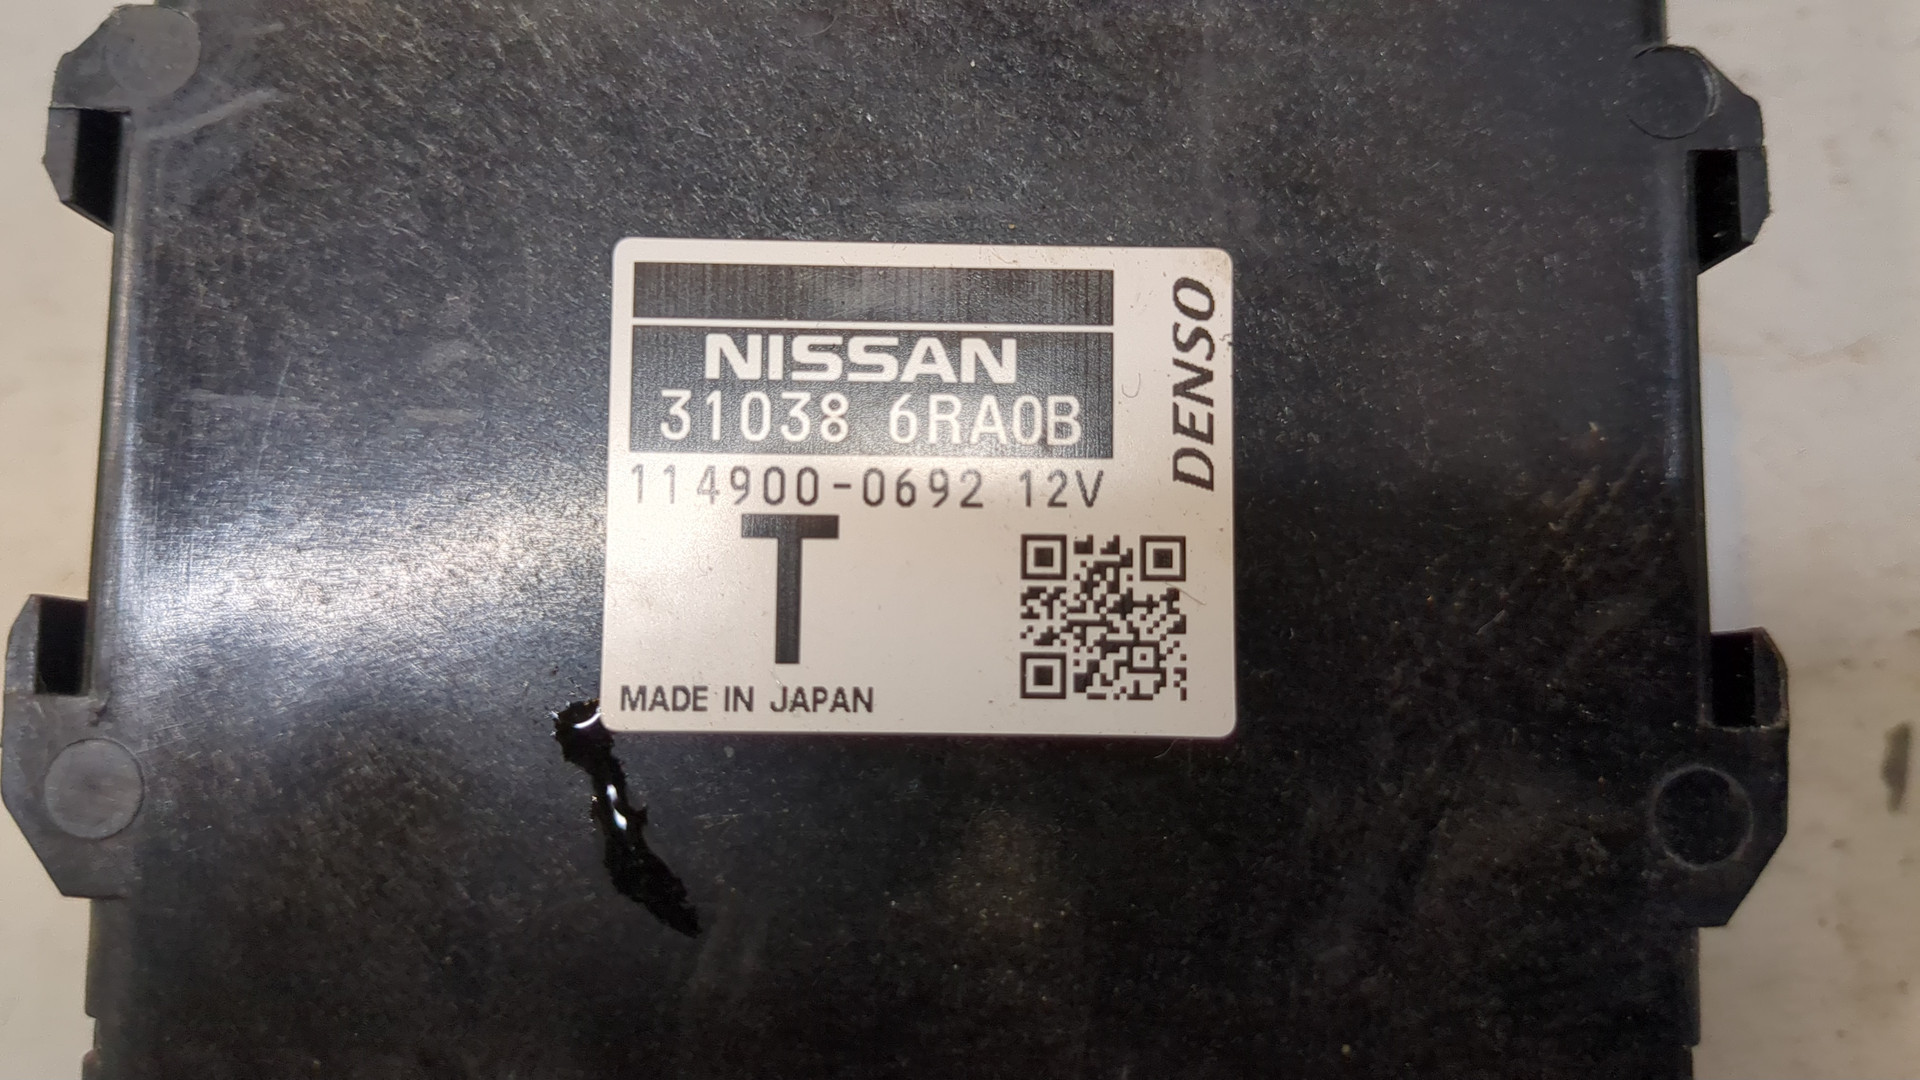 NISSAN
31038 6RA0B
114900-0692 12V
T
MADE IN JAPAN
DENSO